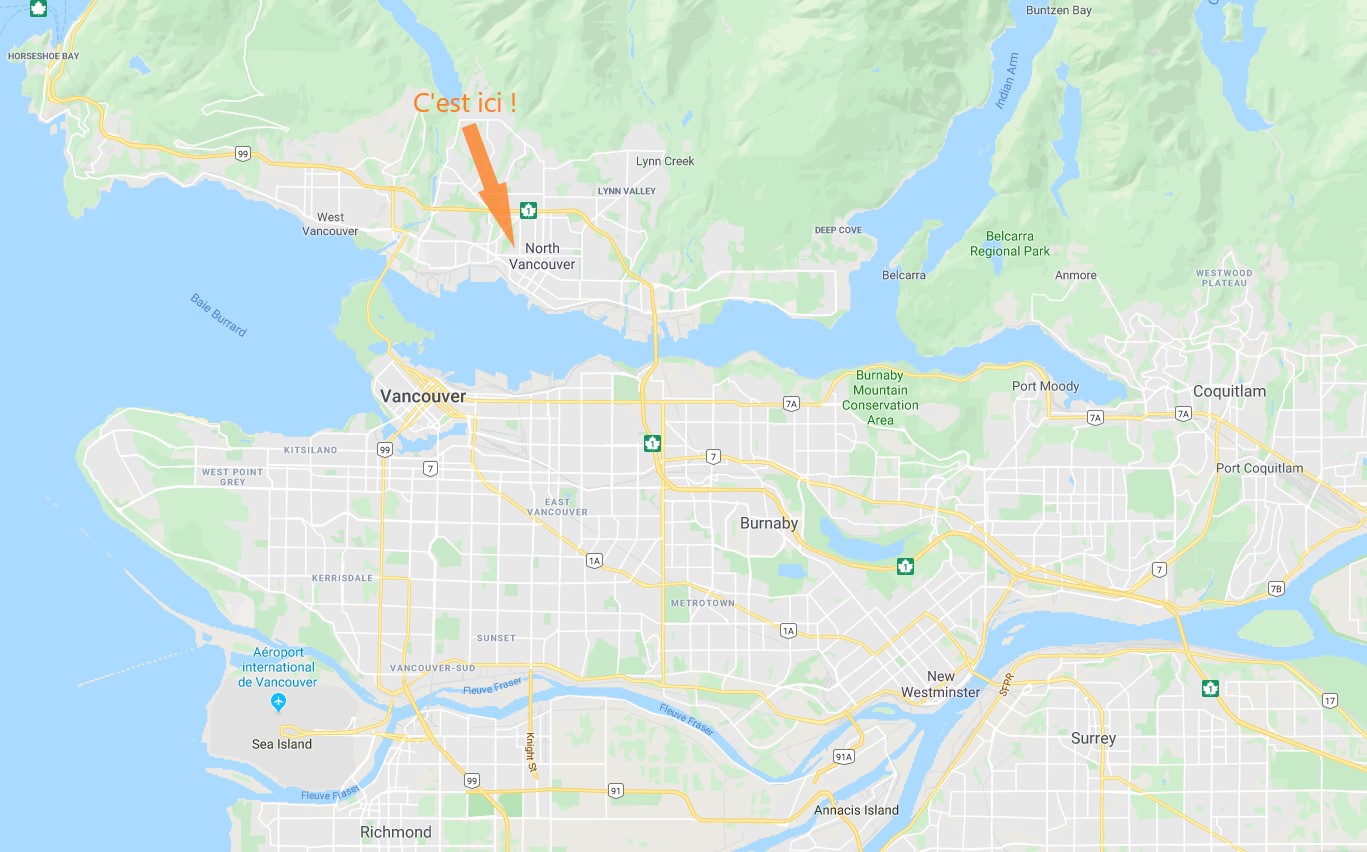 Buntzen Bay
HORSESHOE BAY
Indian Arm
C'est ici !
99
Lynn Creek
LYNN VALLEY
1
West
Vancouver
North
Vancouver
DEEP COVE
Belcarra
Regional Park
Belcarra
Anmore
WESTWOOD
PLATEAU
Baie Burrard
Vancouver
Burnaby
Mountain
Conservation
Area
Port Moody
Coquitlam
7A
7A
7A
KITSILANO
99
7
1
7
WEST POINT
GREY
Port Coquitlam
EAST
VANCOUVER
Burnaby
1A
1
7
7B
KERRISDALE
METROTOWN
1A
SUNSET
Aéroport
international
de Vancouver
VANCOUVER-SUD
Fleuve Fraser
New
Westminster
SFPR
1
17
Fleuve Fraser
Sea Island
Knight St
Surrey
91A
99
91
Fleuve Fraser
Annacis Island
Richmond